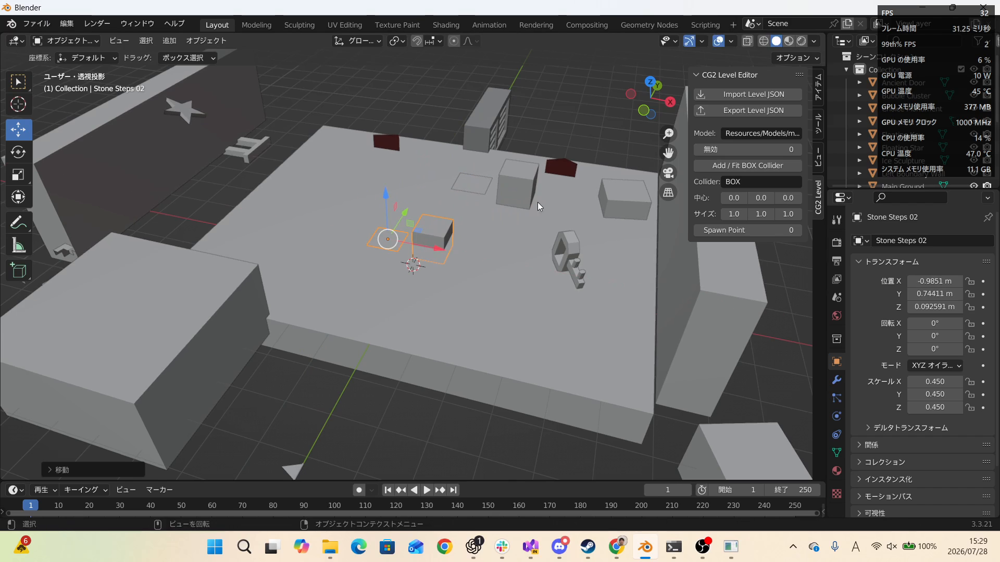 Blender
ファイル 編集 レンダー ウィンドウ ヘルプ Layout Modeling Sculpting UV Editing Texture Paint Shading Animation Rendering Compositing Geometry Nodes Scripting + Scene ViewLayer
オブジェクト... ビュー 選択 追加 オブジェクト グロー...
座標系: デフォルト ドラッグ: ボックス選択 オプション
ユーザー・透視投影
(1) Collection | Stone Steps 02
Z
Y
X
CG2 Level Editor
Import Level JSON
Export Level JSON
Model: Resources/Models/m...
無効 0
Add / Fit BOX Collider
Collider: BOX
中心: 0.0 0.0 0.0
サイズ: 1.0 1.0 1.0
Spawn Point 0
アイテム
ツール
ビュー
CG2 Level
FPS 32
フレーム時間 31.25 ミリ秒
99th% FPS 2
GPU の使用率 6 %
GPU 電源 10 W
GPU 温度 45 °C
GPU メモリ使用率 377 MB
GPU メモリ クロック 1000 MHz
CPU の使用率 14 %
CPU 温度 47.0 °C
システム メモリ使用率 11.1 GB
Collection
Ancient Door
Bubble Cluster
Floating Star
Ice Sculpture
Left Boundary Wall
Main Ground
Stone Steps 02
Stone Steps 02
トランスフォーム
位置 X -0.9851 m
Y 0.74411 m
Z 0.092591 m
回転 X 0°
Y 0°
Z 0°
モード XYZ オイラ...
スケール X 0.450
Y 0.450
Z 0.450
デルタトランスフォーム
関係
コレクション
インスタンス化
モーションパス
可視性
移動
再生 キーイング ビュー マーカー 1 開始 1 終了 250
1 10 20 30 40 50 60 70 80 90 100 110 120 130 140 150 160 170 180 190 200 210 220 230 240 250
選択 ビューを回転 オブジェクトコンテクストメニュー 3.3.21
6
1
IN
A
100%
15:29
2026/07/28